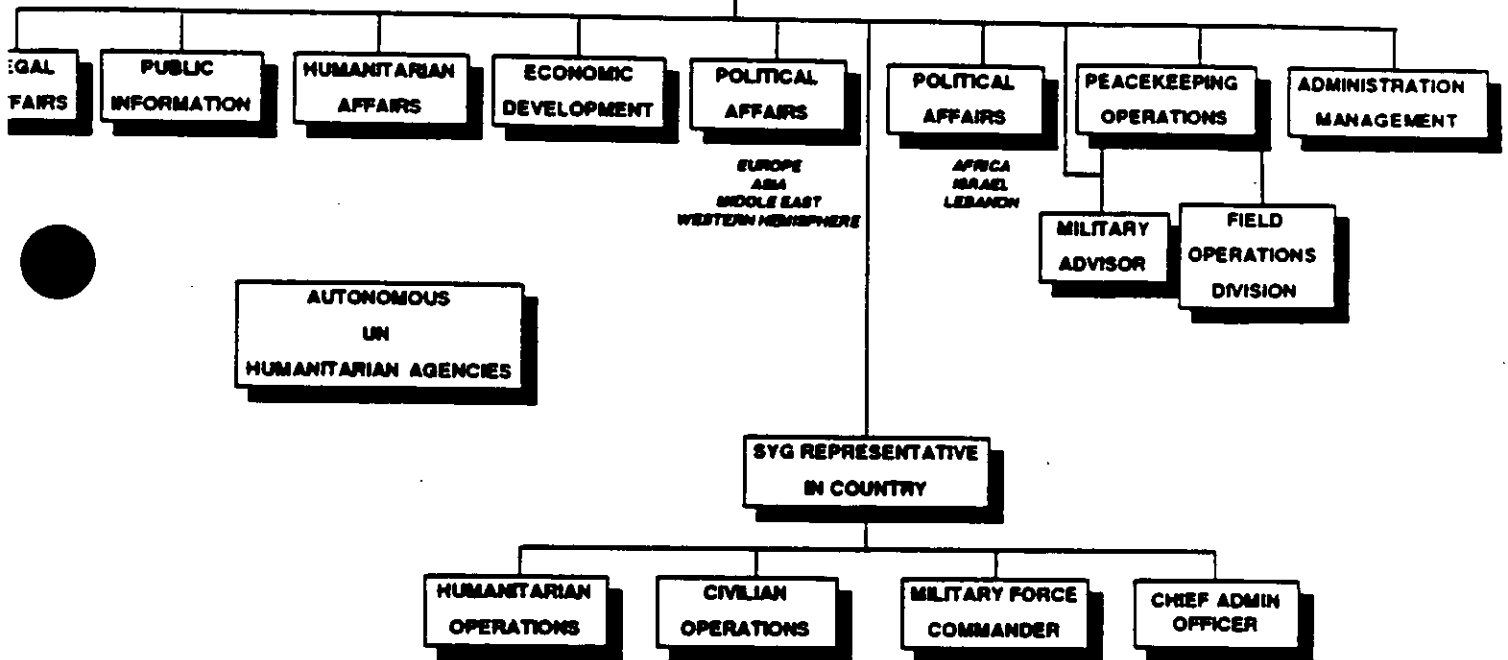 EGAL
FFAIRS
PUBLIC
INFORMATION
HUMANITARIAN
AFFAIRS
ECONOMIC
DEVELOPMENT
POLITICAL
AFFAIRS
EUROPE
ASIA
MIDDLE EAST
WESTERN HEMISPHERE
POLITICAL
AFFAIRS
AFRICA
ISRAEL
LEBANON
PEACEKEEPING
OPERATIONS
ADMINISTRATION
MANAGEMENT
MILITARY
ADVISOR
FIELD
OPERATIONS
DIVISION
AUTONOMOUS
UN
HUMANITARIAN AGENCIES
SYG REPRESENTATIVE
IN COUNTRY
HUMANITARIAN
OPERATIONS
CIVILIAN
OPERATIONS
MILITARY FORCE
COMMANDER
CHIEF ADMIN
OFFICER